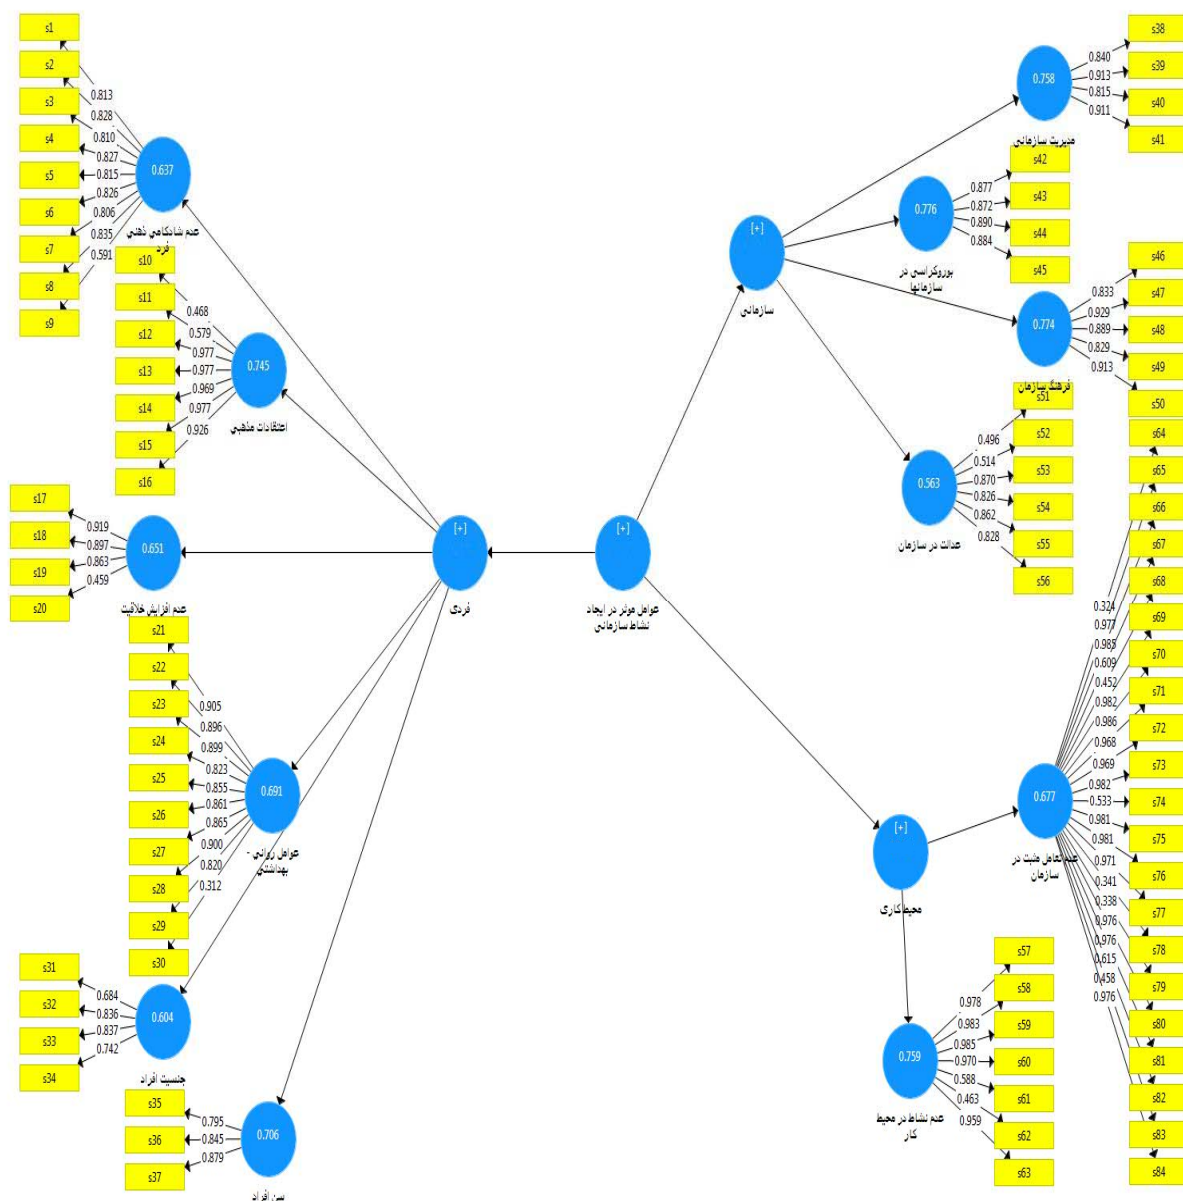 s1
s2
s3
s4
s5
s6
s7
s8
s9
0.813
0.828
0.810
0.827
0.815
0.826
0.806
0.835
0.591
0.637
عدم شادکامی ذهنی
فرد
s10
s11
s12
s13
s14
s15
s16
0.468
0.579
0.977
0.977
0.969
0.977
0.926
0.745
اعتقادات مذهبی
s17
s18
s19
s20
0.919
0.897
0.863
0.459
0.651
عدم افزایش خلاقیت
s21
s22
s23
s24
s25
s26
s27
s28
s29
s30
0.905
0.896
0.899
0.823
0.855
0.861
0.865
0.900
0.820
0.312
0.691
عوامل روانی -
بهداشتی
s31
s32
s33
s34
0.684
0.836
0.837
0.742
0.604
جنسیت افراد
s35
s36
s37
0.795
0.845
0.879
0.706
سن افراد
[+]
فردی
[+]
عوامل موثر در ایجاد
نشاط سازمانی
[+]
سازمانی
[+]
محیط کاری
0.758
مدیریت سازمانی
0.840
0.913
0.815
0.911
s38
s39
s40
s41
0.776
بوروکراسی در
سازمانها
0.877
0.872
0.890
0.884
s42
s43
s44
s45
0.774
فرهنگ سازمان
0.833
0.929
0.889
0.829
0.913
s46
s47
s48
s49
s50
0.563
عدالت در سازمان
0.496
0.514
0.870
0.826
0.862
0.828
s51
s52
s53
s54
s55
s56
0.677
عدم تعامل مثبت در
سازمان
0.324
0.977
0.985
0.609
0.452
0.982
0.986
0.968
0.969
0.982
0.533
0.981
0.981
0.971
0.341
0.338
0.976
0.976
0.615
0.458
0.976
s64
s65
s66
s67
s68
s69
s70
s71
s72
s73
s74
s75
s76
s77
s78
s79
s80
s81
s82
s83
s84
0.759
عدم نشاط در محیط
کار
0.978
0.983
0.985
0.970
0.588
0.463
0.959
s57
s58
s59
s60
s61
s62
s63